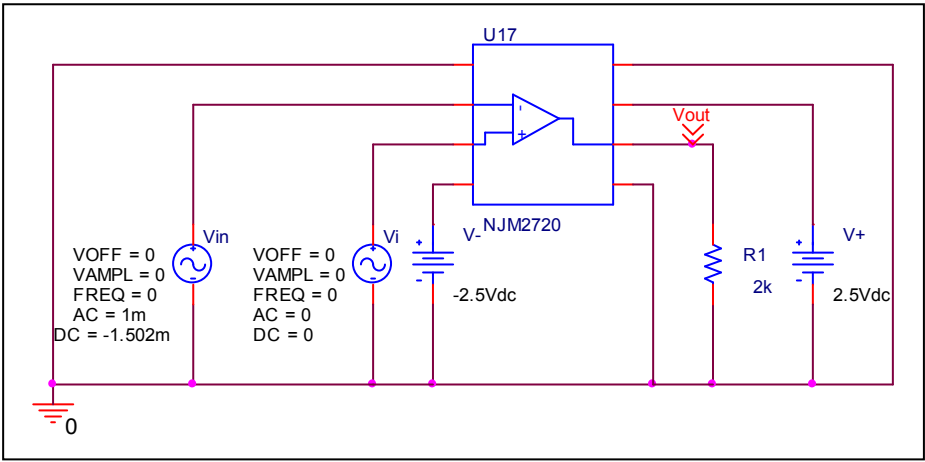 U17
-
+
Vout
NJM2720
Vin
VOFF = 0
VAMPL = 0
FREQ = 0
AC = 1m
DC = -1.502m
Vi
VOFF = 0
VAMPL = 0
FREQ = 0
AC = 0
DC = 0
V-
+
-
-2.5Vdc
R1
2k
V+
+
-
2.5Vdc
0